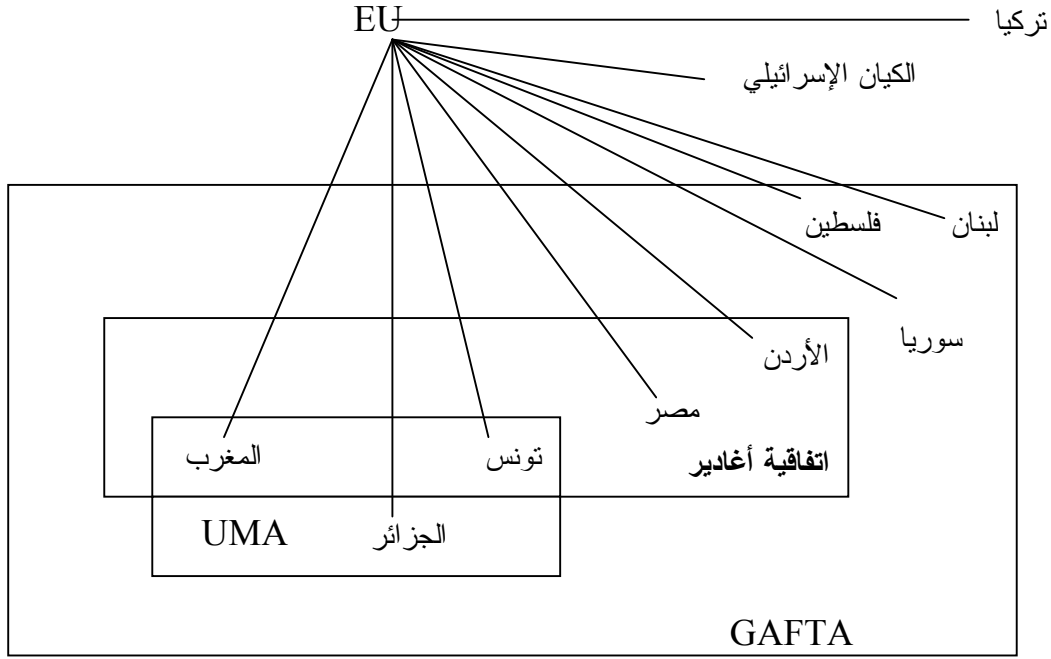 EU تركيا
الكيان الإسرائيلي
لبنان فلسطين
سوريا
الأردن
مصر
اتفاقية أغادير تونس المغرب
UMA الجزائر
GAFTA